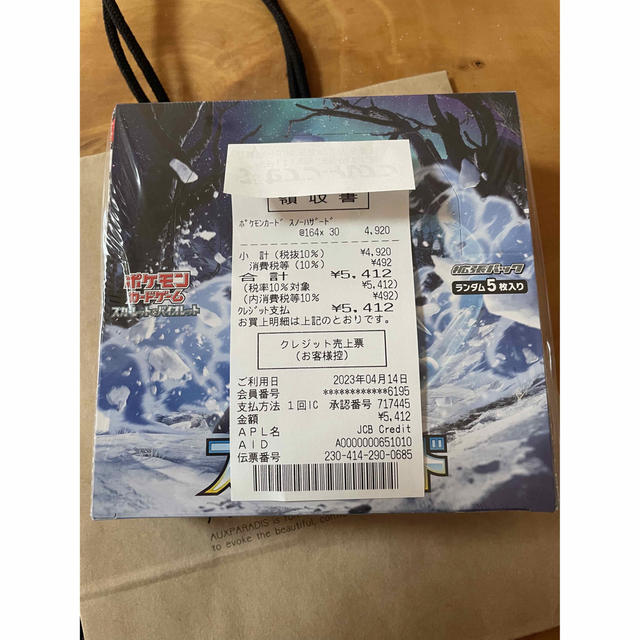 領収書
ポケモンカード スノーハザード
@164x 30 4,920
小 計 (税抜10%) ¥4,920
消費税等 (10%) ¥492
合 計 ¥5,412
(税率10%対象 ¥5,412)
(内消費税等10% ¥492)
クレジット支払 ¥5,412
お買上明細は上記のとおりです。
クレジット売上票
(お客様控)
ご利用日 2023年04月14日
会員番号 ************6195
支払方法 1回IC 承認番号 717445
金額 ¥5,412
APL名 JCB Credit
AID A0000000651010
伝票番号 230-414-290-0685
ポケモン
カードゲーム
スカーレット&バイオレット
拡張パック
ランダム5枚入り
AUXPARADIS is
to evoke the beautiful,